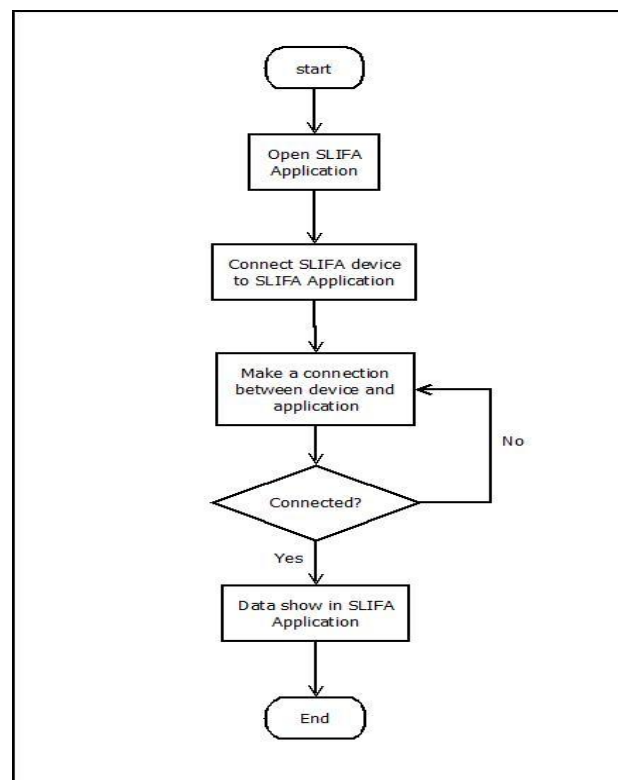 start
Open SLIFA
Application
Connect SLIFA device
to SLIFA Application
Make a connection
between device and
application
No
Connected?
Yes
Data show in SLIFA
Application
End